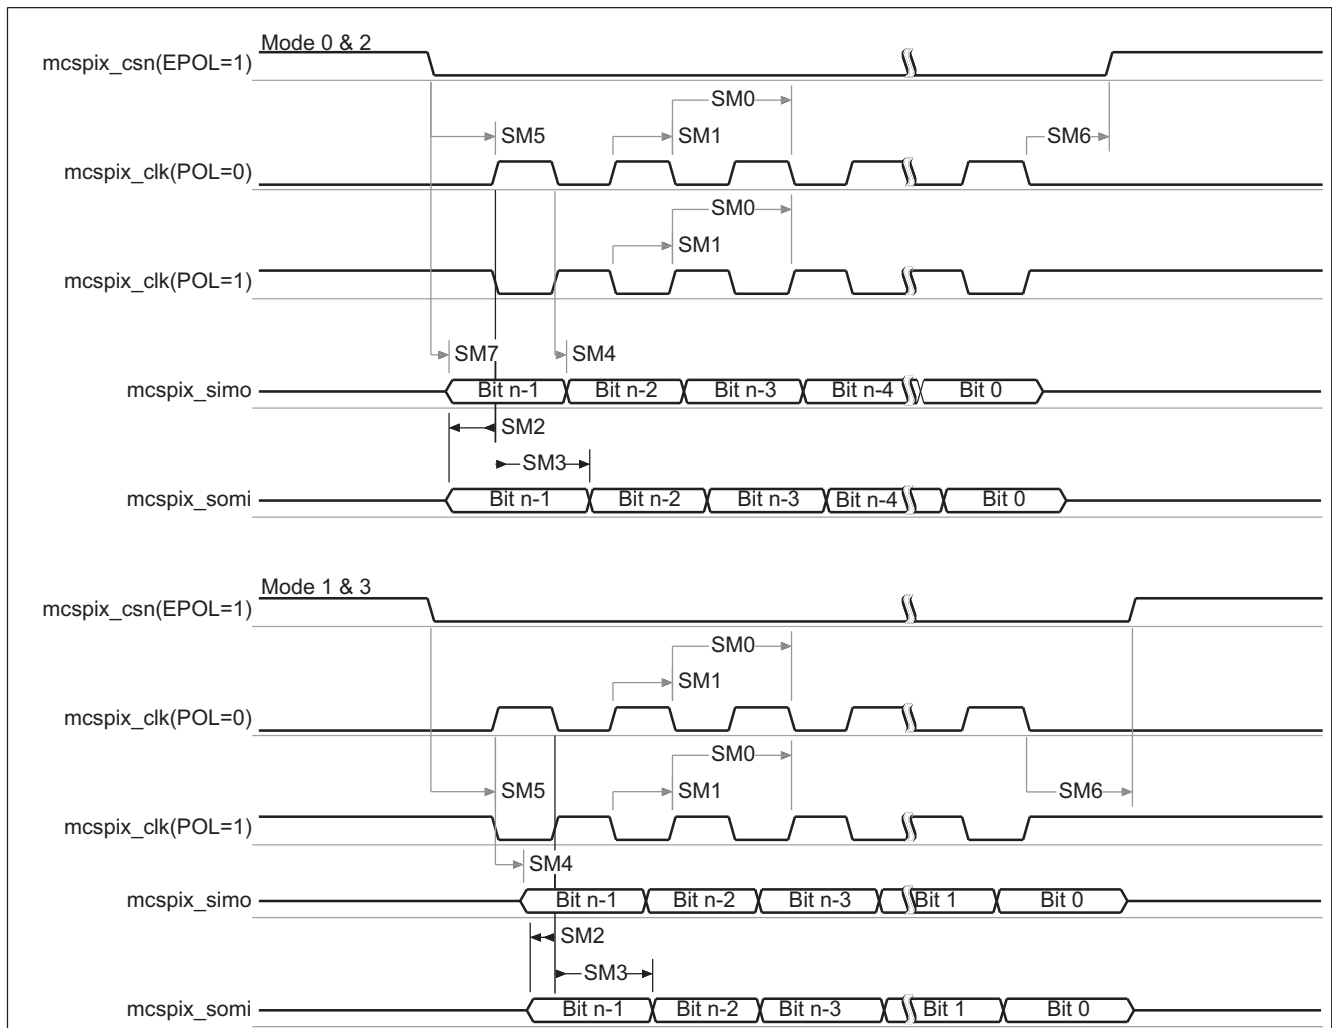 Mode 0 & 2
mcspix_csn(EPOL=1)
SM0
SM5
SM1
SM6
mcspix_clk(POL=0)
SM0
SM1
mcspix_clk(POL=1)
SM7
SM4
mcspix_simo
Bit n-1
Bit n-2
Bit n-3
Bit n-4
Bit 0
SM2
SM3
mcspix_somi
Bit n-1
Bit n-2
Bit n-3
Bit n-4
Bit 0
Mode 1 & 3
mcspix_csn(EPOL=1)
SM0
SM1
mcspix_clk(POL=0)
SM0
SM5
SM1
SM6
mcspix_clk(POL=1)
SM4
mcspix_simo
Bit n-1
Bit n-2
Bit n-3
Bit 1
Bit 0
SM2
SM3
mcspix_somi
Bit n-1
Bit n-2
Bit n-3
Bit 1
Bit 0